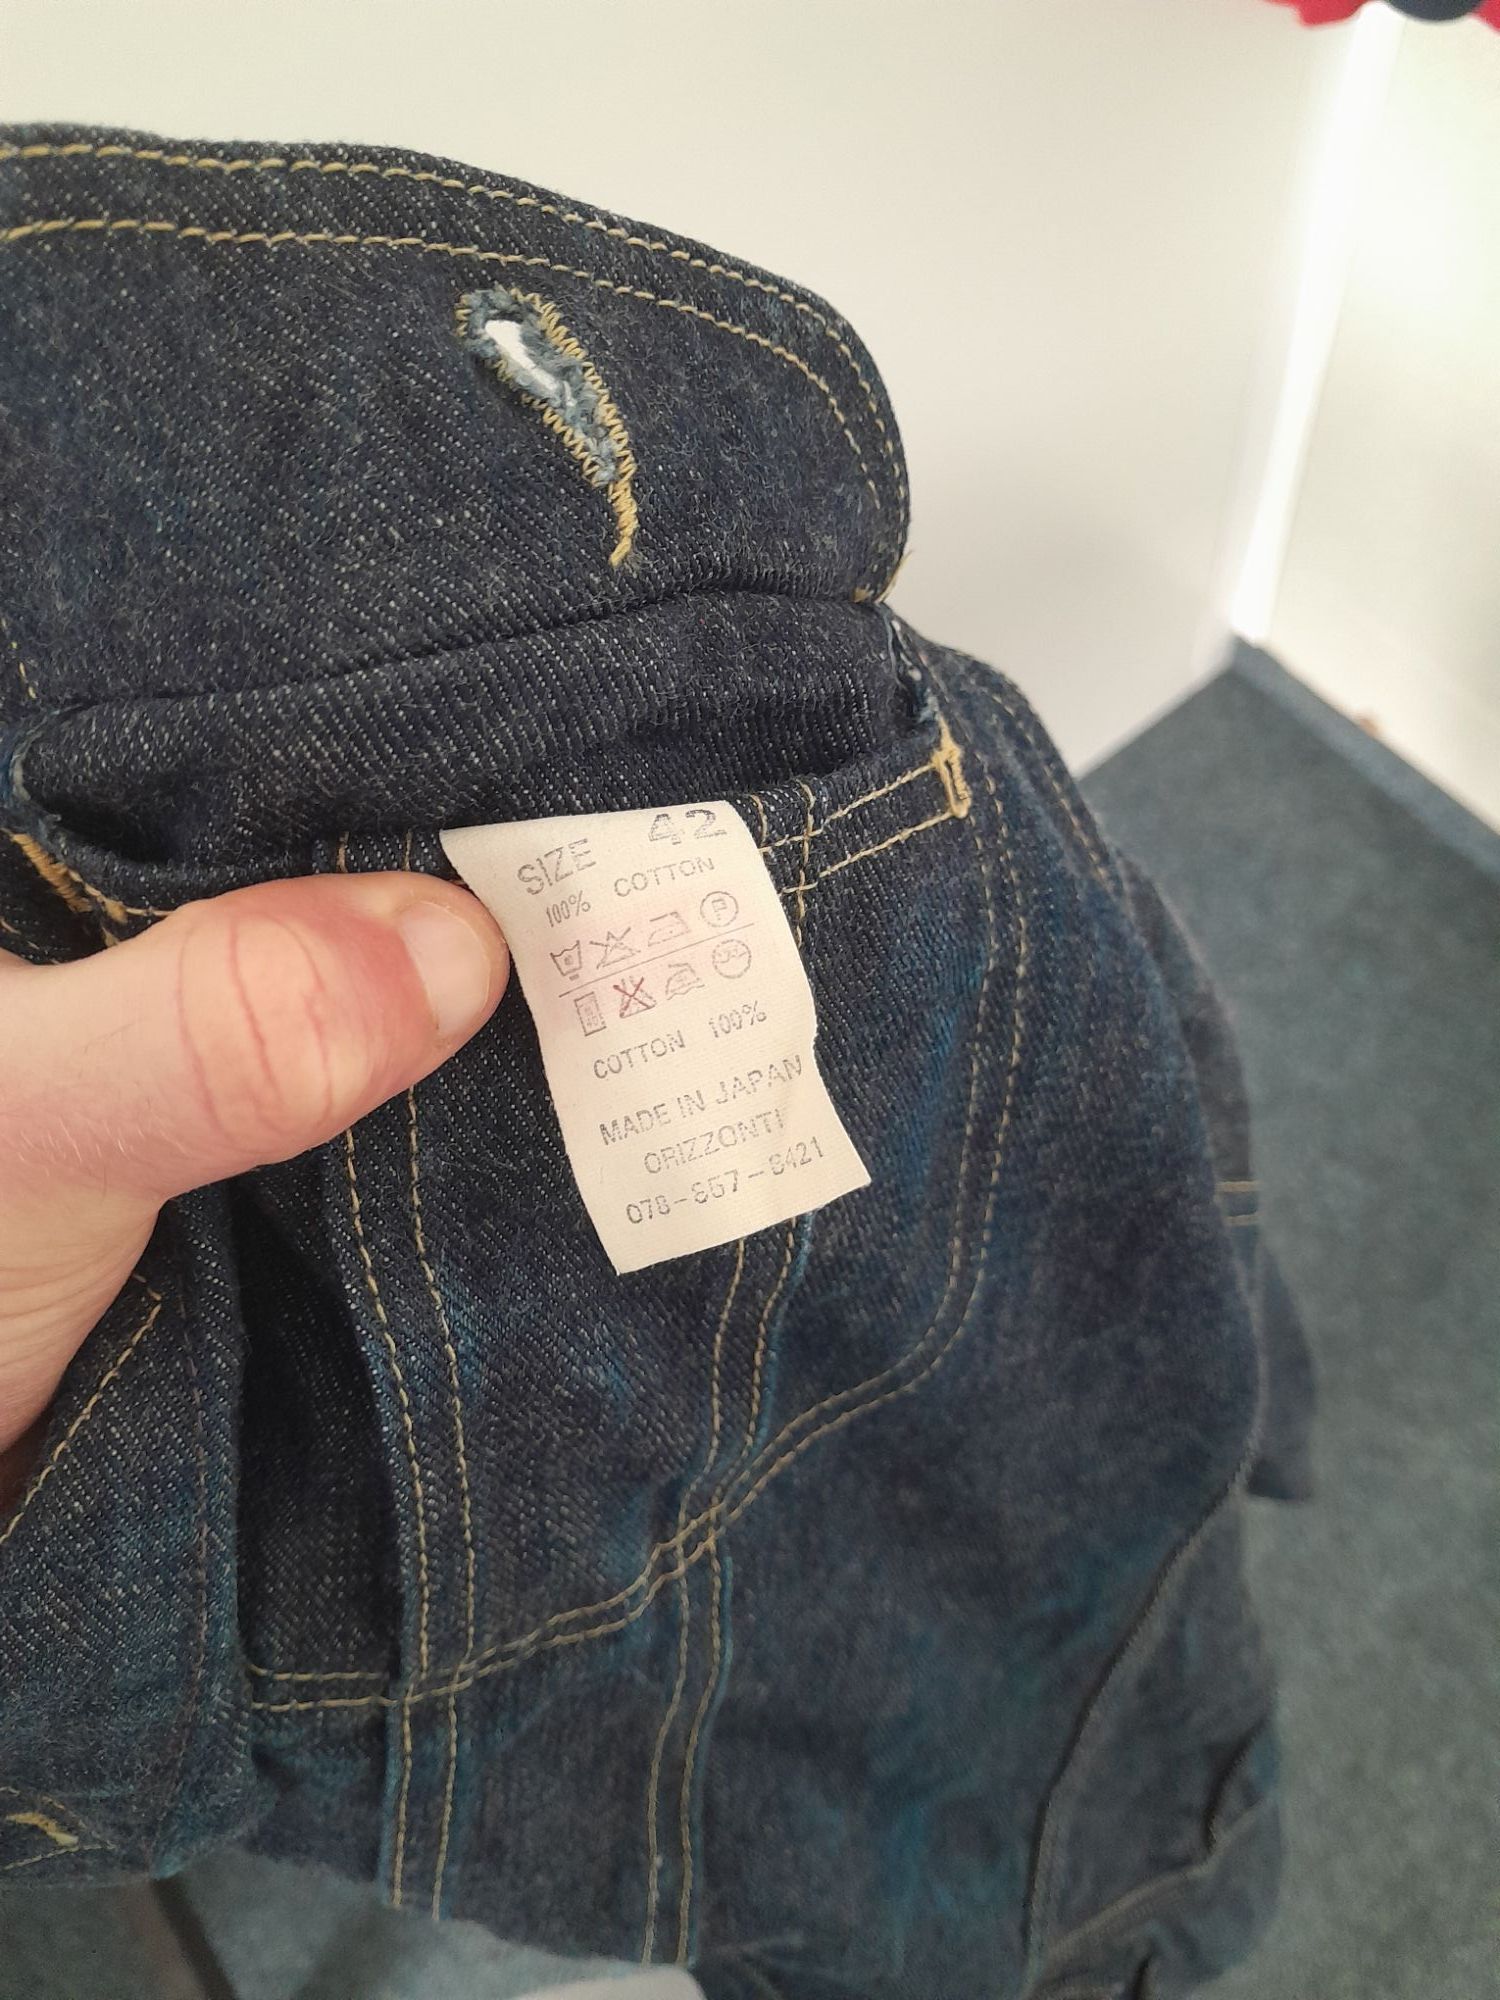 SIZE 42
100% COTTON
P
COTTON 100%
MADE IN JAPAN
ORIZZONTI
078-857-8421